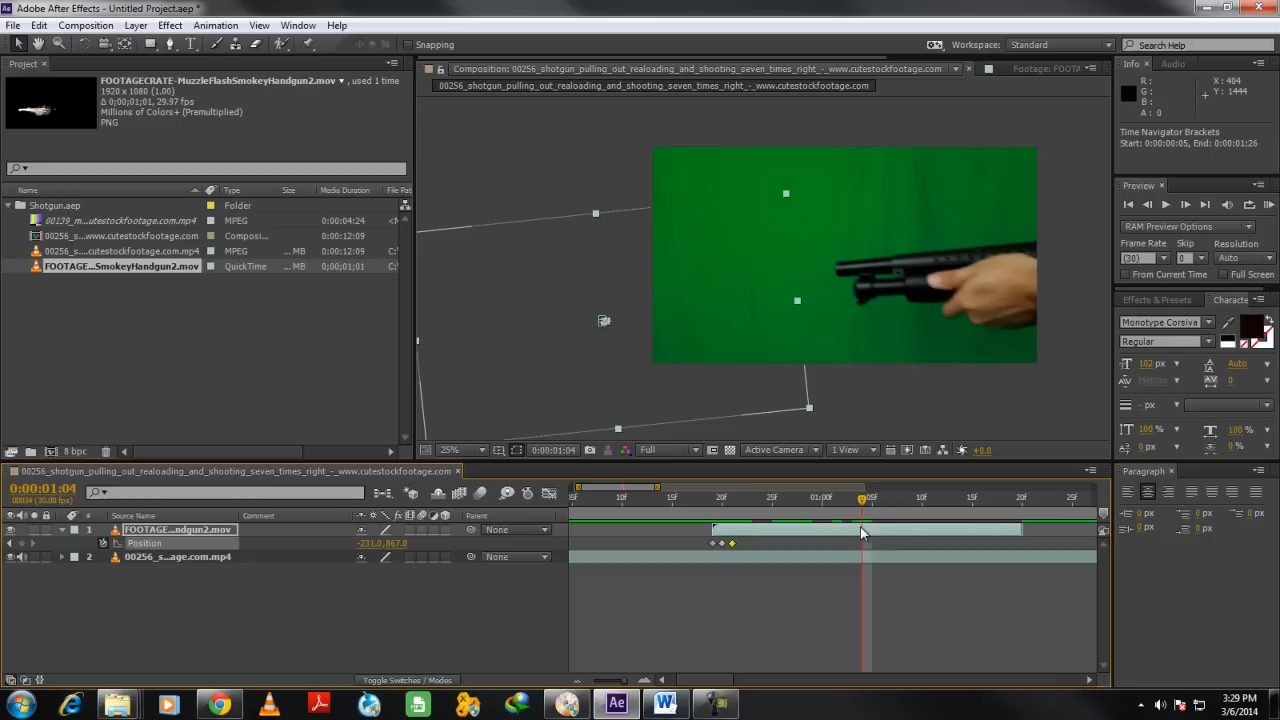 Adobe After Effects - Untitled Project.aep *
File Edit Composition Layer Effect Animation View Window Help
Snapping
Workspace: Standard
Search Help
Project
FOOTAGECRATE-MuzzleFlashSmokeyHandgun2.mov, used 1 time
1920 x 1080 (1.00)
Δ 0;00;01;01, 29.97 fps
Millions of Colors+ (Premultiplied)
PNG
Composition: 00256_shotgun_pulling_out_realoading_and_shooting_seven_times_right_-_www.cutestockfootage.com
Footage: FOOTA
00256_shotgun_pulling_out_realoading_and_shooting_seven_times_right_-_www.cutestockfootage.com
Info Audio
R: X: 404
G: Y: 1444
B:
A: 0
Time Navigator Brackets
Start: 0:00:00:05, End: 0:00:01:26
Preview
RAM Preview Options
Frame Rate Skip Resolution
(30) 0 Auto
From Current Time Full Screen
Name Type Size Media Duration File Pat
Shotgun.aep Folder
00139_m...utestockfootage.com.mp4 MPEG 0:00:04:24
00256_s...www.cutestockfootage.com Composi... 0:00:12:09
00256_s....cutestockfootage.com.mp4 MPEG ... MB 0:00:12:09 C:\
FOOTAGE...SmokeyHandgun2.mov QuickTime ... MB 0;00;01;01 C:\
Effects & Presets Characte
Monotype Corsiva
Regular
102 px Auto
Metrics 0
- px
100 % 100 %
0 px 0 %
8 bpc
25% 0:00:01:04 Full Active Camera 1 View +0.0
00256_shotgun_pulling_out_realoading_and_shooting_seven_times_right_-_www.cutestockfootage.com
Paragraph
0:00:01:04
00034 (30.00 fps)
05F 10F 15F 20F 25F 01:00F 05F 10F 15F 20F 25F
0 px 0 px 0 px
0 px 0 px
# Source Name Comment Parent
1 FOOTAGE...ndgun2.mov None
Position -231.0,867.0
2 00256_s...age.com.mp4 None
Toggle Switches / Modes
3:29 PM
3/6/2014